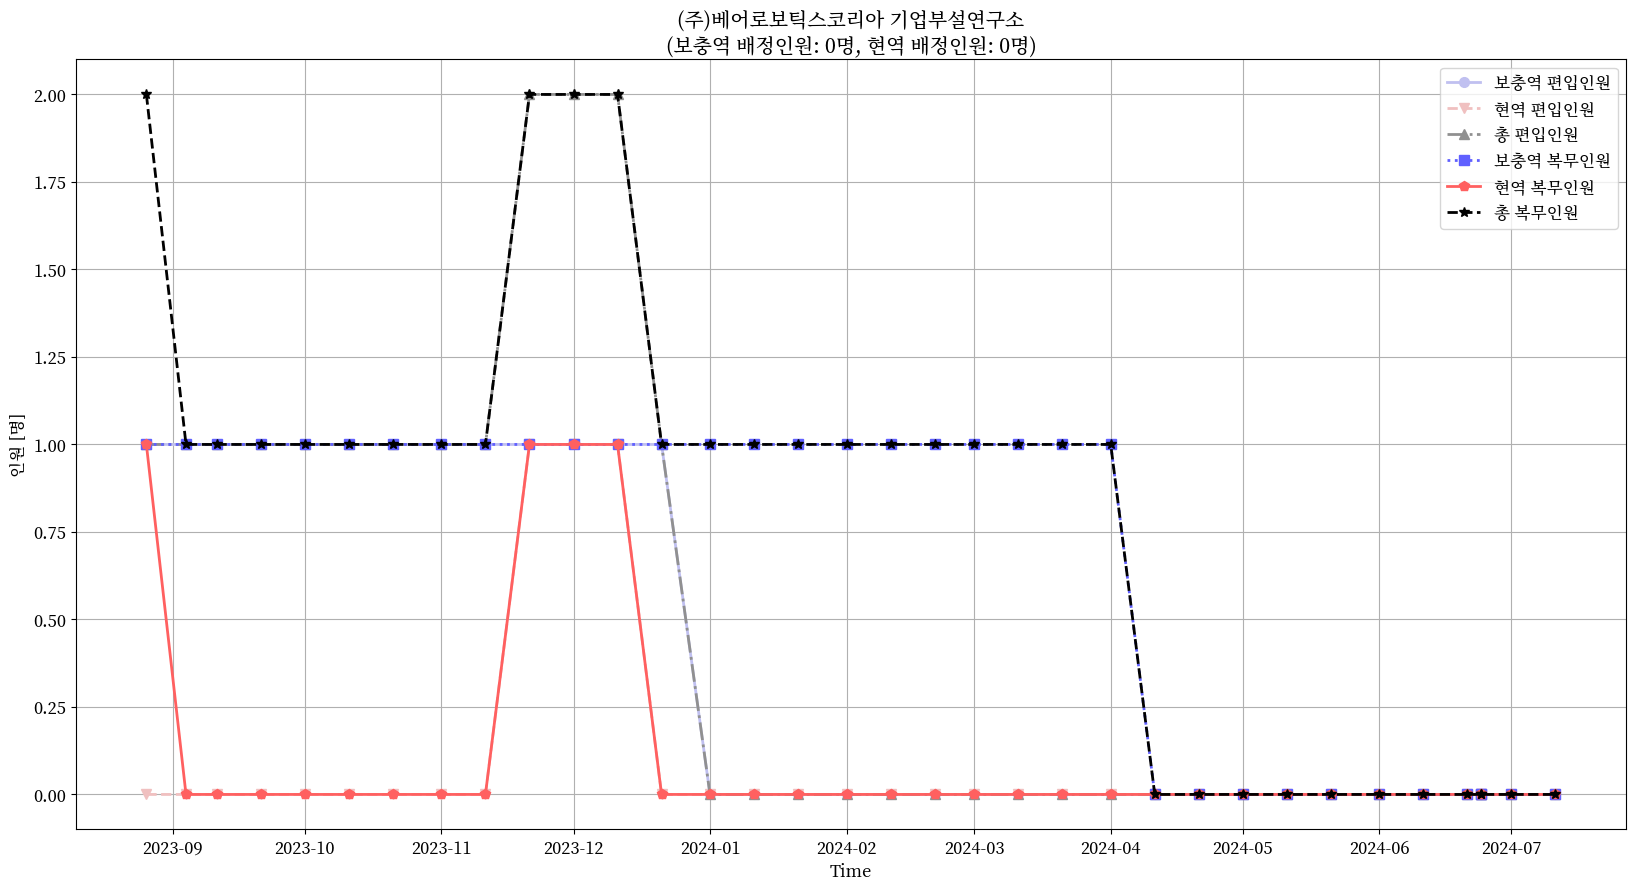 (주)베어로보틱스코리아 기업부설연구소
(보충역 배정인원: 0명, 현역 배정인원: 0명)
보충역 편입인원
현역 편입인원
총 편입인원
보충역 복무인원
현역 복무인원
총 복무인원
2.00
1.75
1.50
1.25
1.00
0.75
0.50
0.25
0.00
인원 [명]
2023-09 2023-10 2023-11 2023-12 2024-01 2024-02 2024-03 2024-04 2024-05 2024-06 2024-07
Time